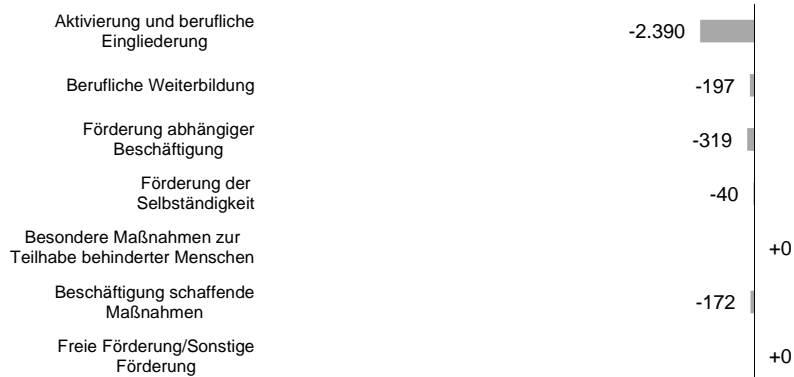 Aktivierung und berufliche
Eingliederung
-2.390
Berufliche Weiterbildung
-197
Förderung abhängiger
Beschäftigung
-319
Förderung der
Selbständigkeit
-40
Besondere Maßnahmen zur
Teilhabe behinderter Menschen
+0
Beschäftigung schaffende
Maßnahmen
-172
Freie Förderung/Sonstige
Förderung
+0